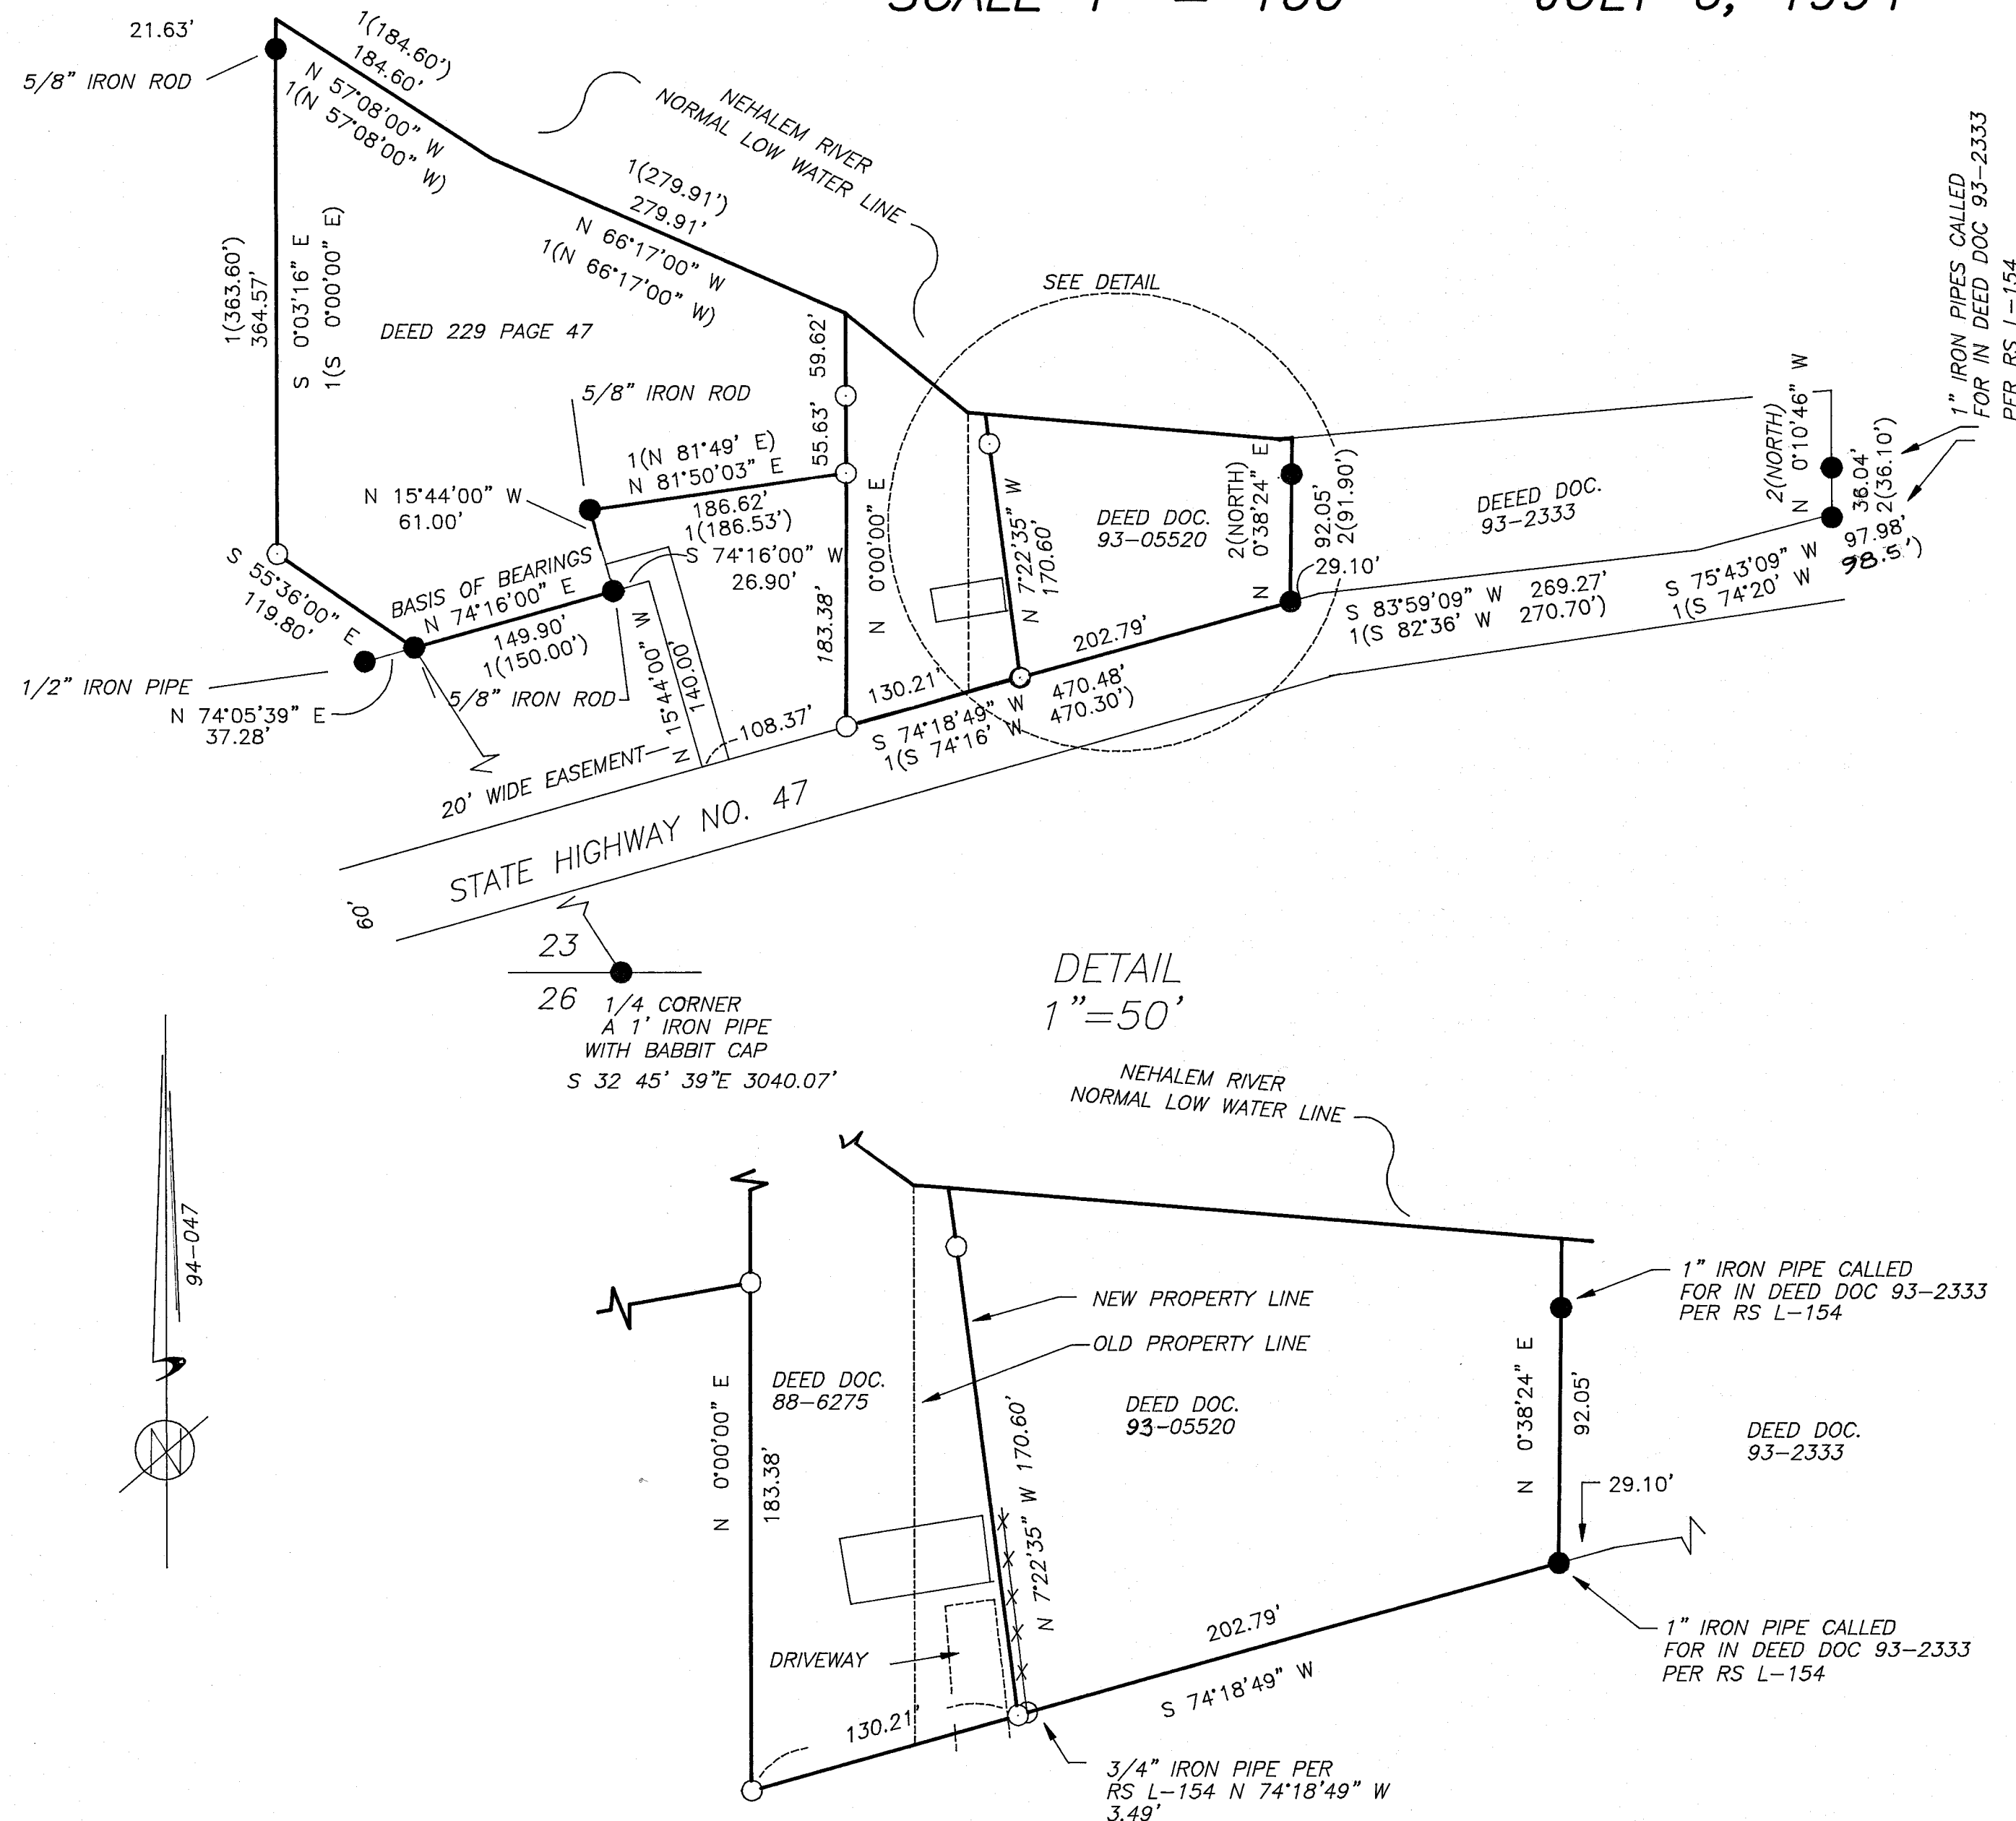 SCALE 1" = 100' JULY 6, 1994
21.63'
5/8" IRON ROD
1(184.60')
184.60'
N 57°08'00" W
1(N 57°08'00" W)
NEHALEM RIVER
NORMAL LOW WATER LINE
1(279.91')
279.91'
N 66°17'00" W
1(N 66°17'00" W)
1(363.60')
364.57'
S 0°03'16" E
1(S 0°00'00" E)
DEED 229 PAGE 47
SEE DETAIL
59.62'
55.63'
5/8" IRON ROD
1(N 81°49' E)
N 81°50'03" E
186.62'
1(186.53')
N 15°44'00" W
61.00'
S 74°16'00" W
26.90'
S 55°36'00" E
119.80'
BASIS OF BEARINGS
N 74°16'00" E
149.90'
1(150.00')
1/2" IRON PIPE
N 74°05'39" E
37.28'
5/8" IRON ROD
N 15°44'00" W
140.00'
20' WIDE EASEMENT
108.37'
183.38'
N 0°00'00" E
N 7°22'35" W
170.60'
DEED DOC.
93-05520
2(NORTH)
N 0°38'24" E
92.05'
2(91.90')
29.10'
202.79'
130.21'
S 74°18'49" W
470.48'
1(S 74°16' W
470.30')
DEEED DOC.
93-2333
S 83°59'09" W 269.27'
1(S 82°36' W 270.70')
S 75°43'09" W
97.98'
1(S 74°20' W
98.5')
2(NORTH)
N 0°10'46" W
36.04'
2(36.10')
1" IRON PIPES CALLED
FOR IN DEED DOC 93-2333
PER RS L-154
STATE HIGHWAY NO. 47
60'
23
26
1/4 CORNER
A 1' IRON PIPE
WITH BABBIT CAP
S 32 45' 39"E 3040.07'
94-047
N
DETAIL
1"=50'
NEHALEM RIVER
NORMAL LOW WATER LINE
NEW PROPERTY LINE
OLD PROPERTY LINE
1" IRON PIPE CALLED
FOR IN DEED DOC 93-2333
PER RS L-154
DEED DOC.
88-6275
DEED DOC.
93-05520
DEED DOC.
93-2333
N 0°00'00" E
183.38'
N 7°22'35" W 170.60'
N 0°38'24" E
92.05'
29.10'
DRIVEWAY
202.79'
S 74°18'49" W
130.21'
1" IRON PIPE CALLED
FOR IN DEED DOC 93-2333
PER RS L-154
3/4" IRON PIPE PER
RS L-154 N 74°18'49" W
3.49'